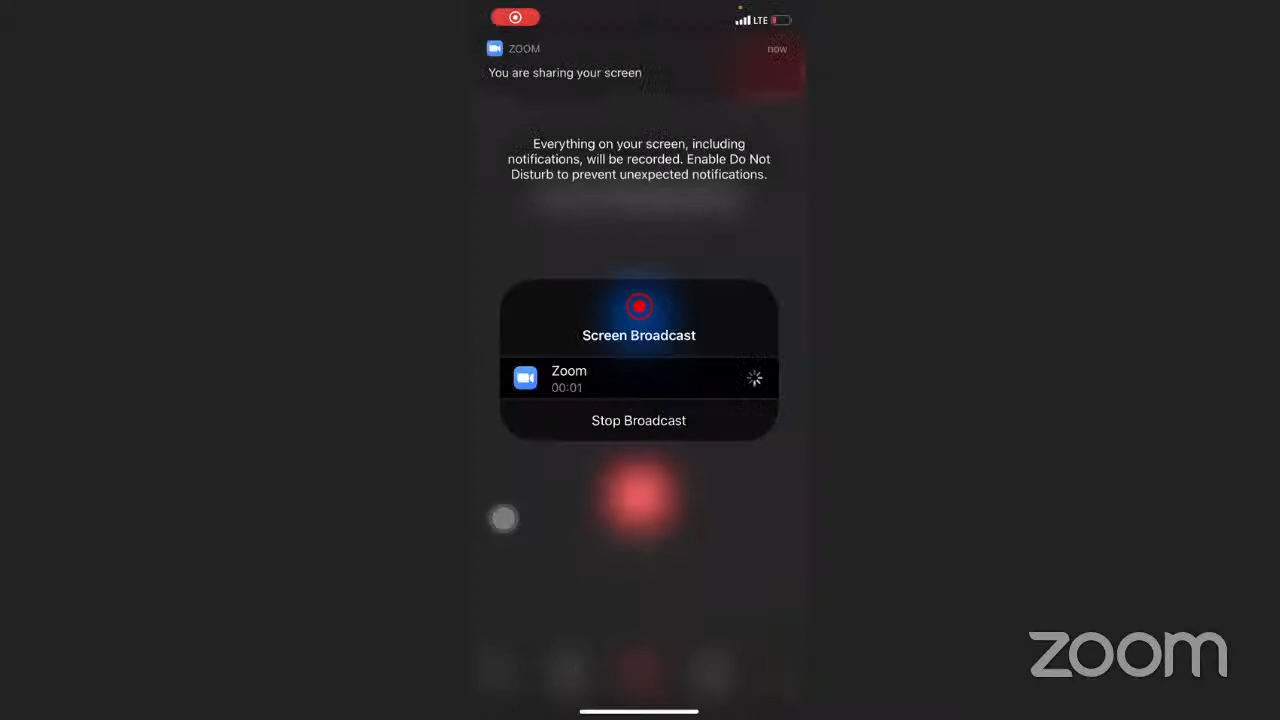 LTE
ZOOM
now
You are sharing your screen
Everything on your screen, including
notifications, will be recorded. Enable Do Not
Disturb to prevent unexpected notifications.
Screen Broadcast
Zoom
00:01
Stop Broadcast
zoom